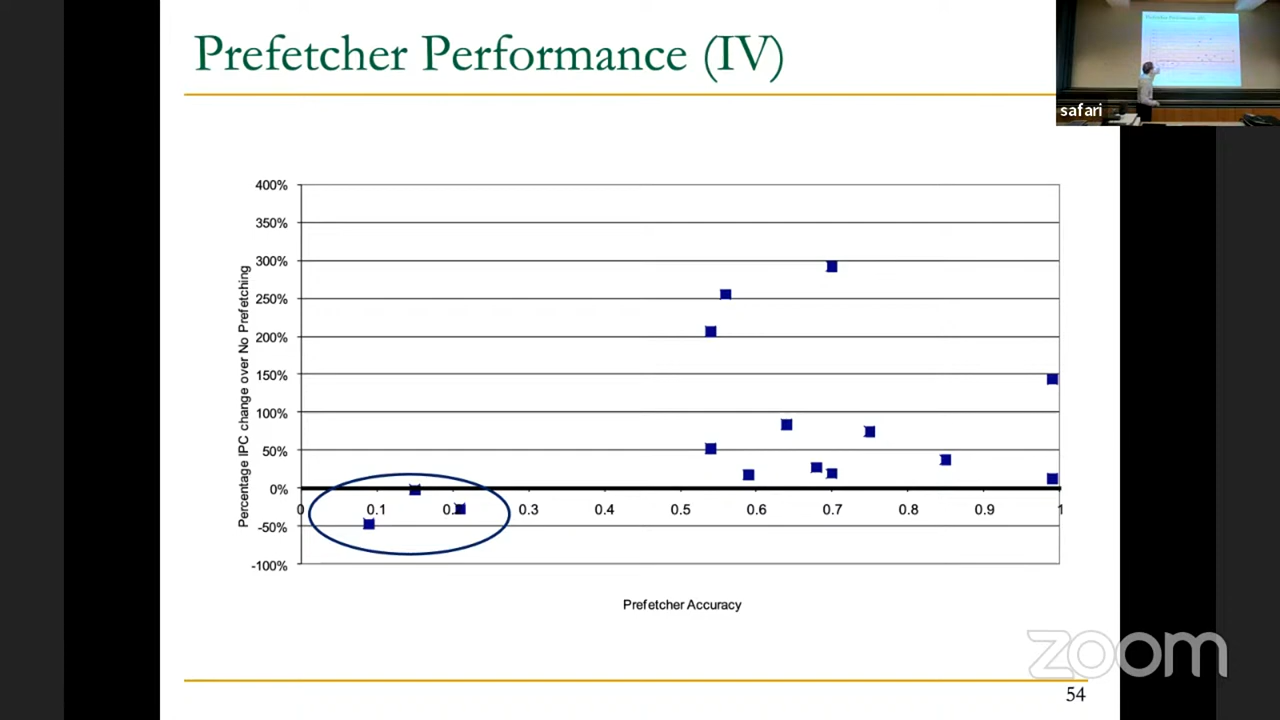 Prefetcher Performance (IV)
safari
400%
350%
300%
250%
200%
150%
100%
50%
0%
-50%
-100%
Percentage IPC change over No Prefetching
0 0.1 0.2 0.3 0.4 0.5 0.6 0.7 0.8 0.9 1
Prefetcher Accuracy
zoom
54